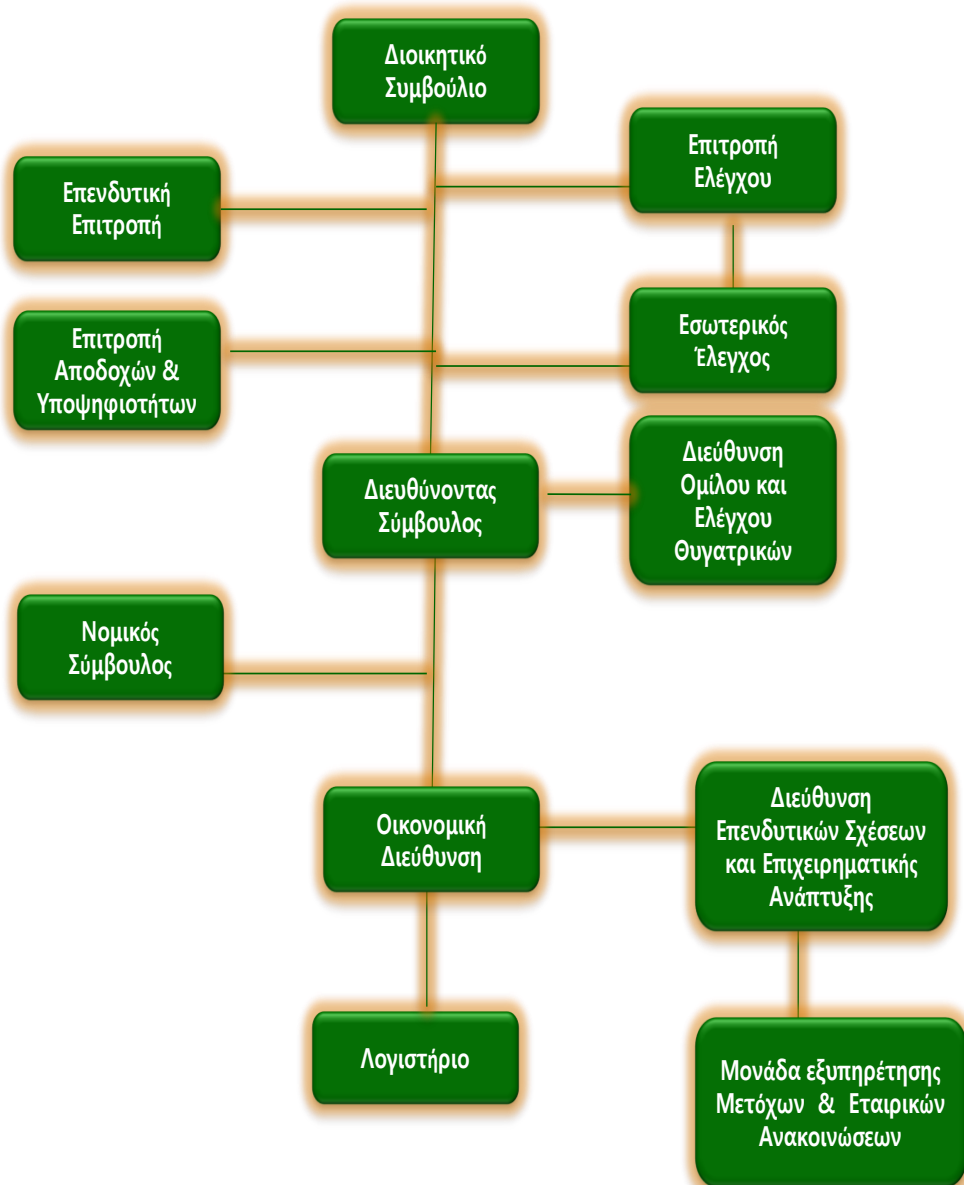 Διοικητικό
Συμβούλιο
Επιτροπή
Ελέγχου
Επενδυτική
Επιτροπή
Εσωτερικός
Έλεγχος
Επιτροπή
Αποδοχών &
Υποψηφιοτήτων
Διεύθυνση
Ομίλου και
Ελέγχου
Θυγατρικών
Διευθύνοντας
Σύμβουλος
Νομικός
Σύμβουλος
Οικονομική
Διεύθυνση
Διεύθυνση
Επενδυτικών Σχέσεων
και Επιχειρηματικής
Ανάπτυξης
Λογιστήριο
Μονάδα εξυπηρέτησης
Μετόχων & Εταιρικών
Ανακοινώσεων